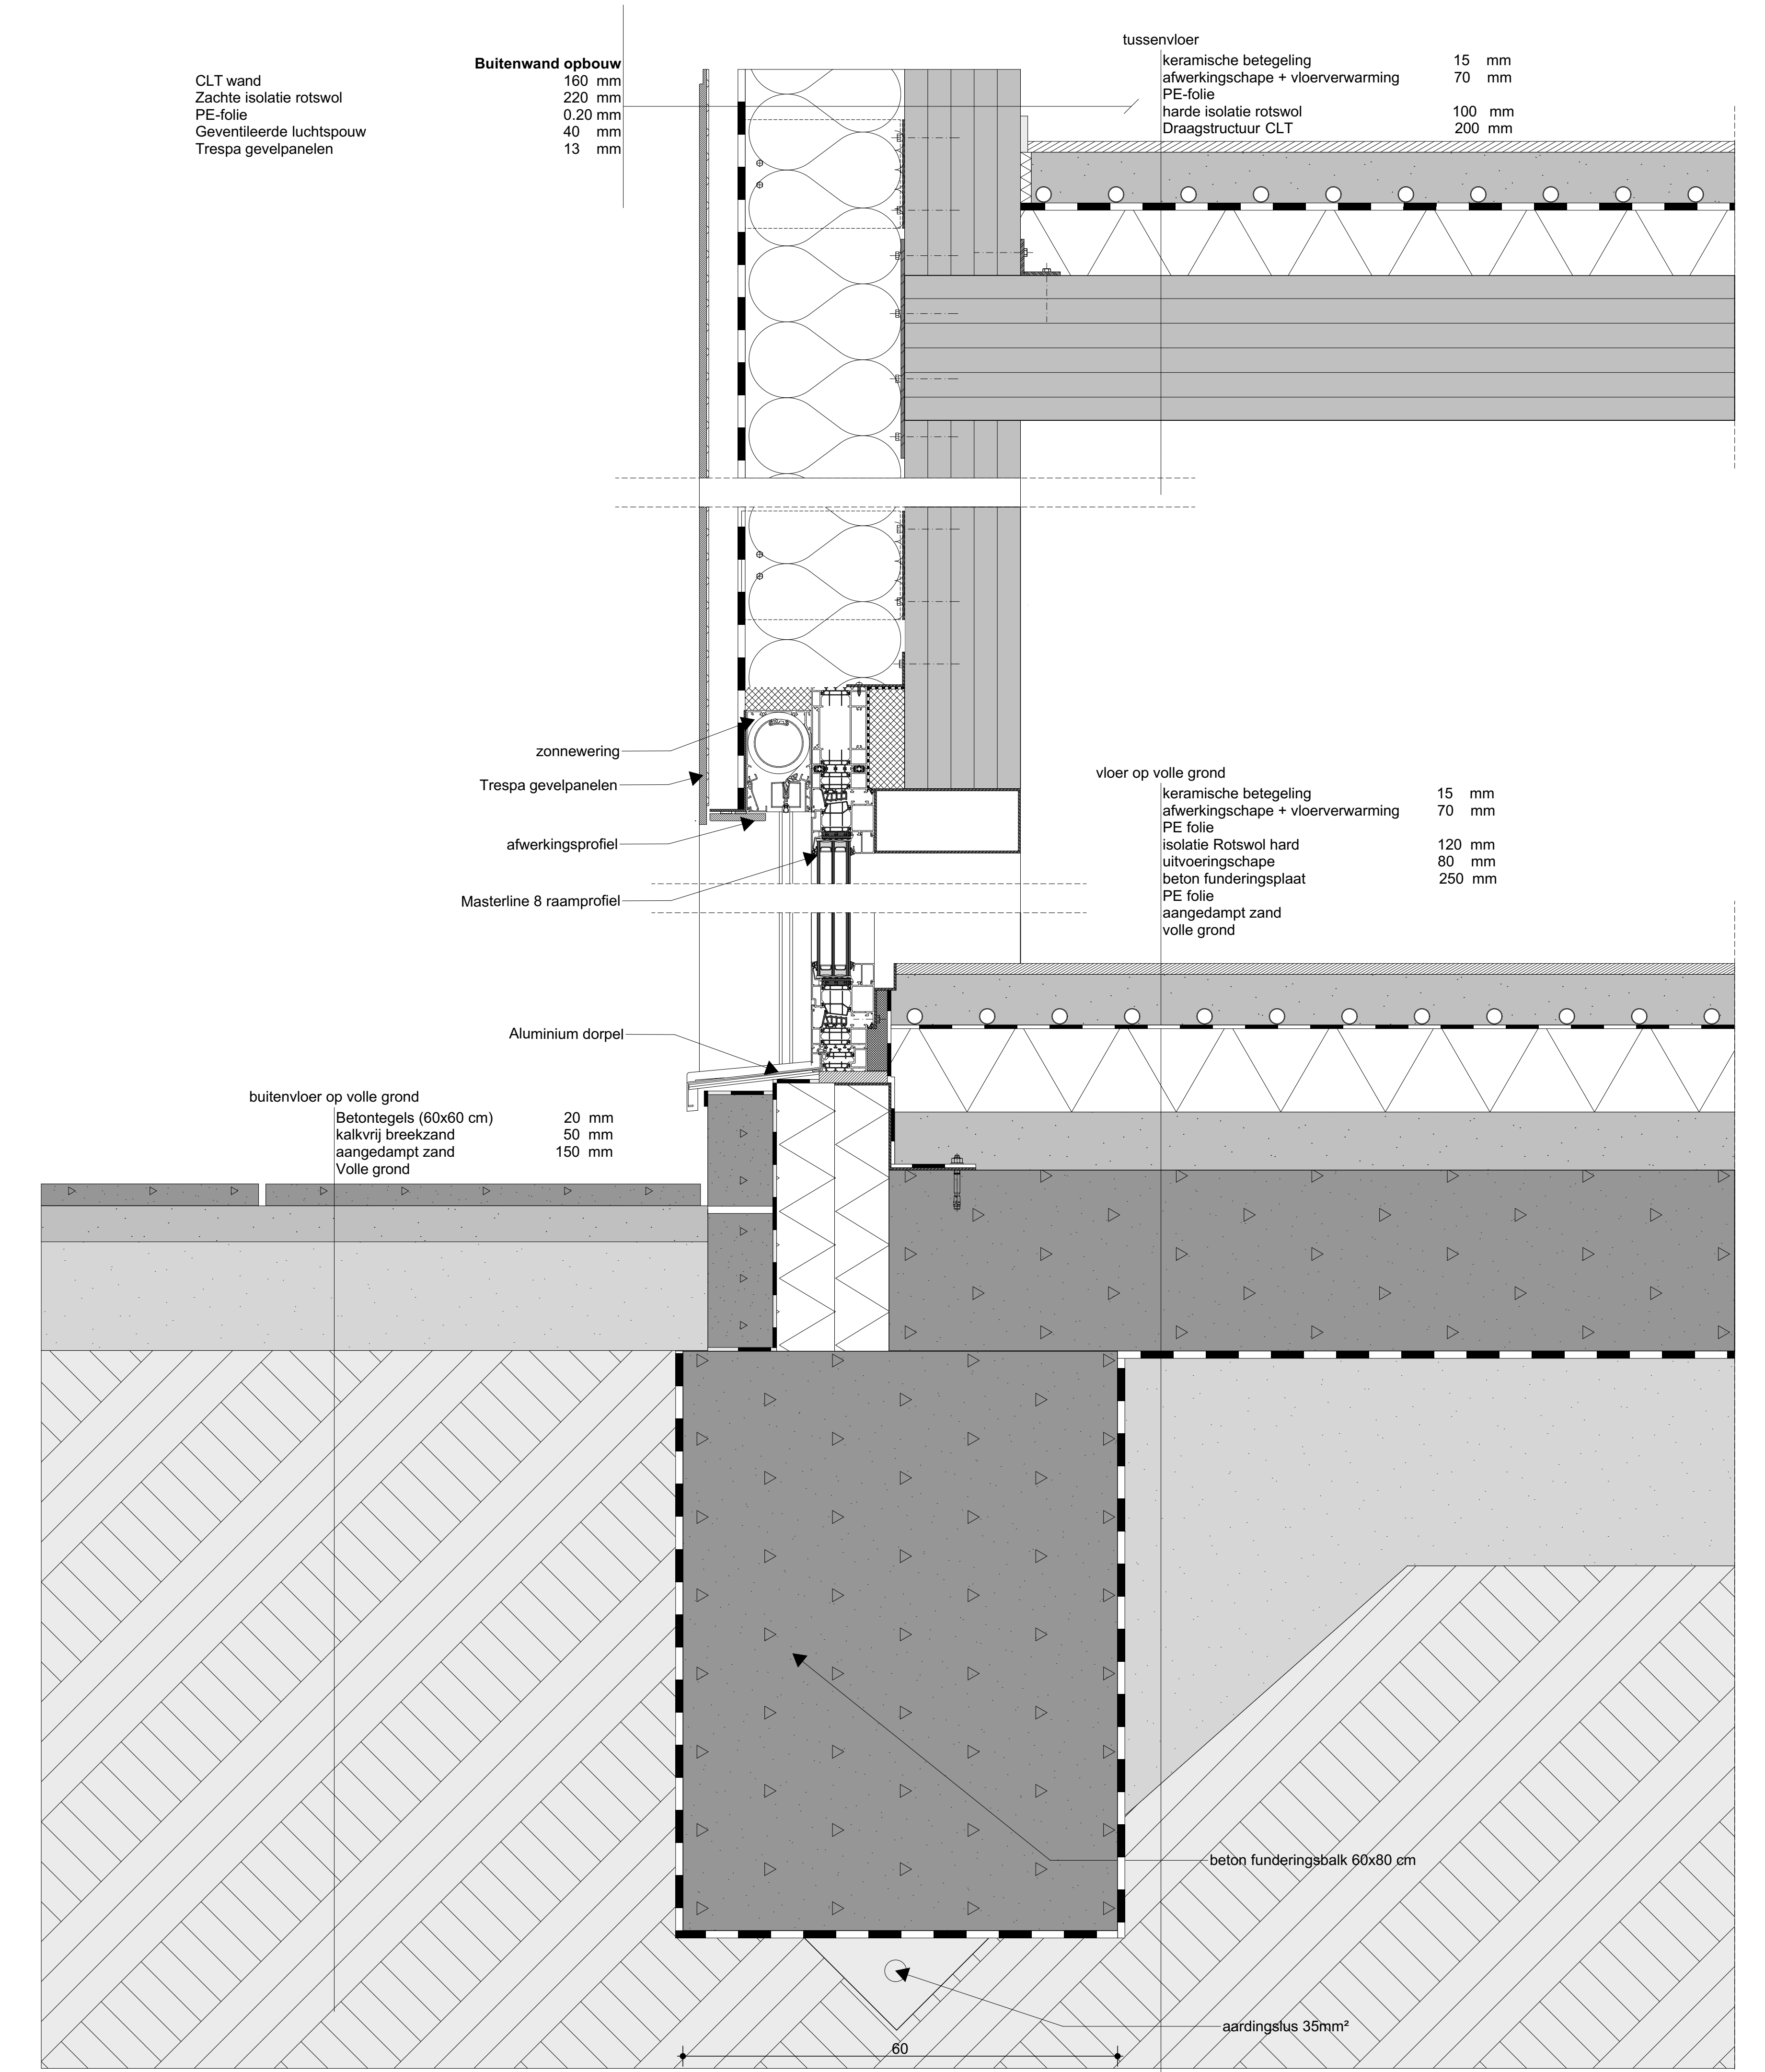 Buitenwand opbouw
CLT wand 160 mm
Zachte isolatie rotswol 220 mm
PE-folie 0.20 mm
Geventileerde luchtspouw 40 mm
Trespa gevelpanelen 13 mm
tussenvloer
keramische betegeling 15 mm
afwerkingschape + vloerverwarming 70 mm
PE-folie
harde isolatie rotswol 100 mm
Draagstructuur CLT 200 mm
zonnewering
Trespa gevelpanelen
afwerkingsprofiel
Masterline 8 raamprofiel
vloer op volle grond
keramische betegeling 15 mm
afwerkingschape + vloerverwarming 70 mm
PE folie
isolatie Rotswol hard 120 mm
uitvoeringschape 80 mm
beton funderingsplaat 250 mm
PE folie
aangedampt zand
volle grond
Aluminium dorpel
buitenvloer op volle grond
Betontegels (60x60 cm) 20 mm
kalkvrij breekzand 50 mm
aangedampt zand 150 mm
Volle grond
beton funderingsbalk 60x80 cm
aardingslus 35mm²
60